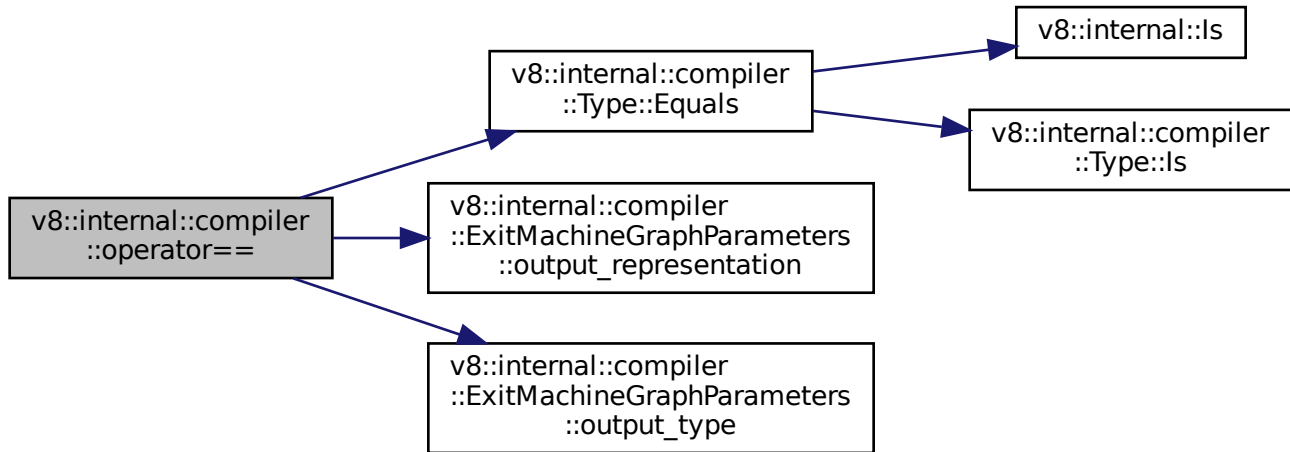 v8::internal::Is
v8::internal::compiler
::Type::Equals
v8::internal::compiler
::Type::Is
v8::internal::compiler
::operator==
v8::internal::compiler
::ExitMachineGraphParameters
::output_representation
v8::internal::compiler
::ExitMachineGraphParameters
::output_type